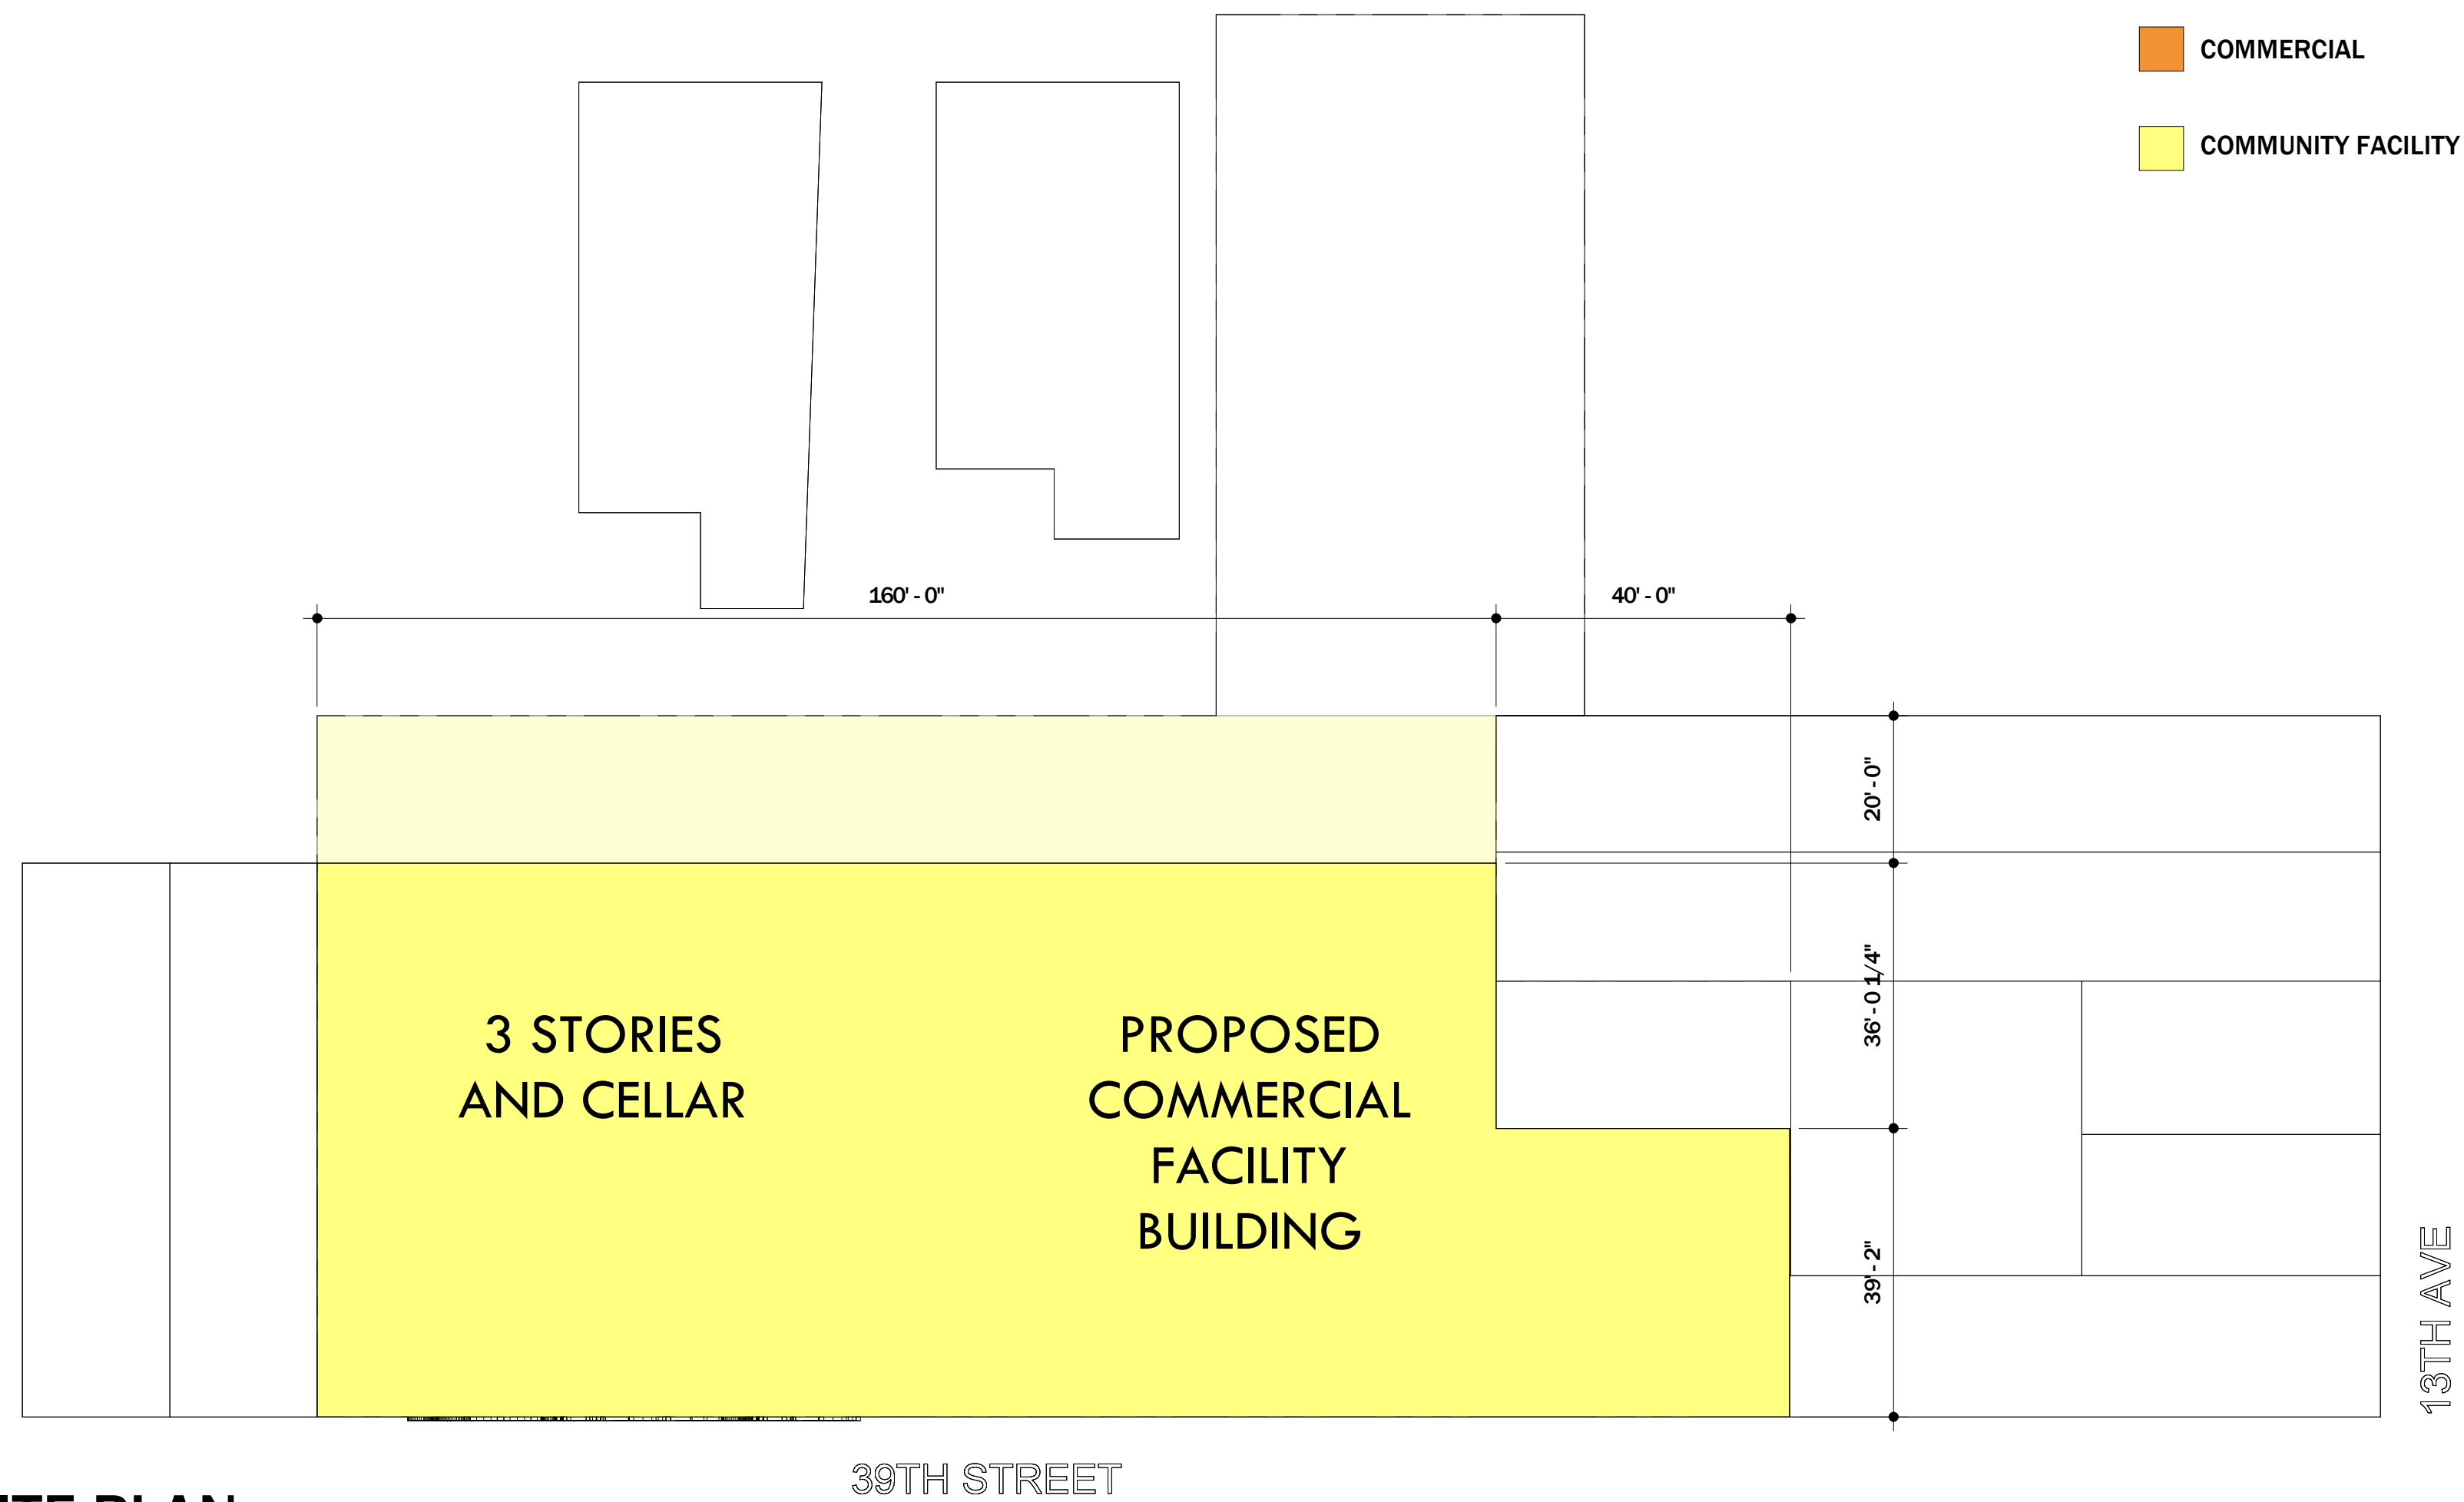 COMMERCIAL
COMMUNITY FACILITY
160' - 0"
40' - 0"
20' - 0"
36' - 0 1/4"
39' - 2"
3 STORIES
AND CELLAR
PROPOSED
COMMERCIAL
FACILITY
BUILDING
13TH AVE
39TH STREET
PLAN